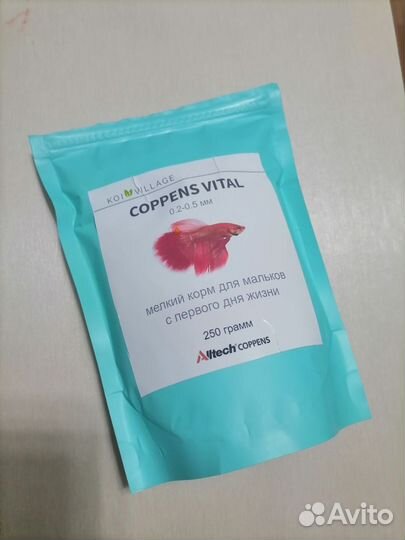 KOI VILLAGE
COPPENS VITAL
0.2-0.5 мм
мелкий корм для мальков
с первого дня жизни
250 грамм
Alltech® COPPENS
Avito